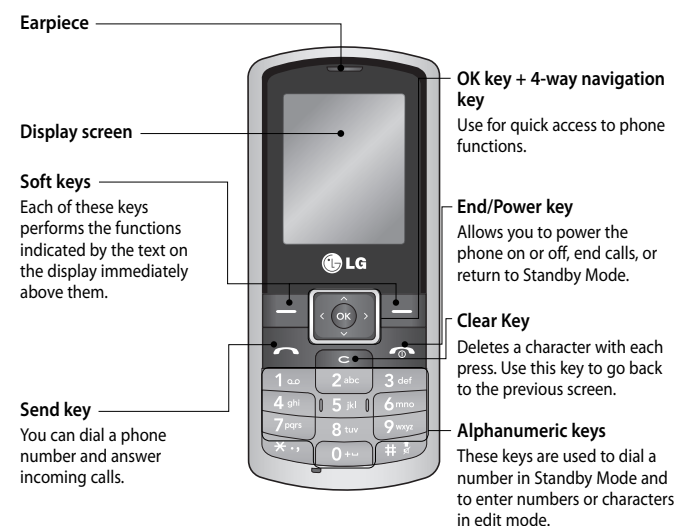 Earpiece
Display screen
Soft keys
Each of these keys
performs the functions
indicated by the text on
the display immediately
above them.
Send key
You can dial a phone
number and answer
incoming calls.
LG
OK
C
1
2 abc
3 def
4 ghi
5 jkl
6 mno
7 pqrs
8 tuv
9 wxyz
* . ,
0 +
#
OK key + 4-way navigation
key
Use for quick access to phone
functions.
End/Power key
Allows you to power the
phone on or off, end calls, or
return to Standby Mode.
Clear Key
Deletes a character with each
press. Use this key to go back
to the previous screen.
Alphanumeric keys
These keys are used to dial a
number in Standby Mode and
to enter numbers or characters
in edit mode.